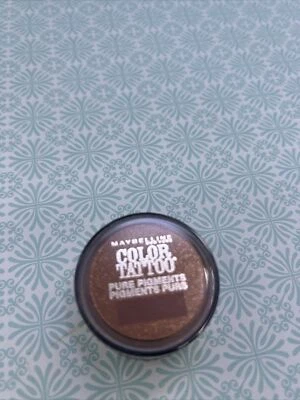 MAYBELLINE
COLOR
TATTOO
PURE PIGMENTS
PIGMENTS PURS